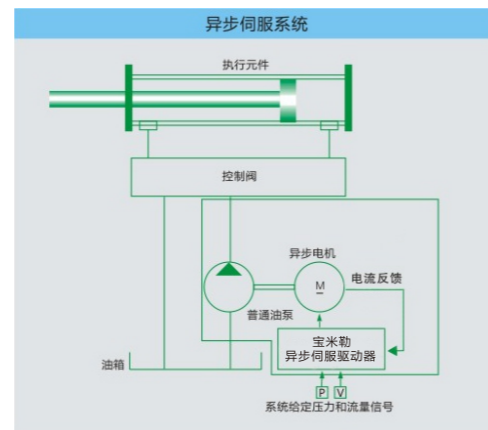 异步伺服系统
执行元件
控制阀
异步电机
M
电流反馈
普通油泵
宝米勒
异步伺服驱动器
油箱
P V
系统给定压力和流量信号